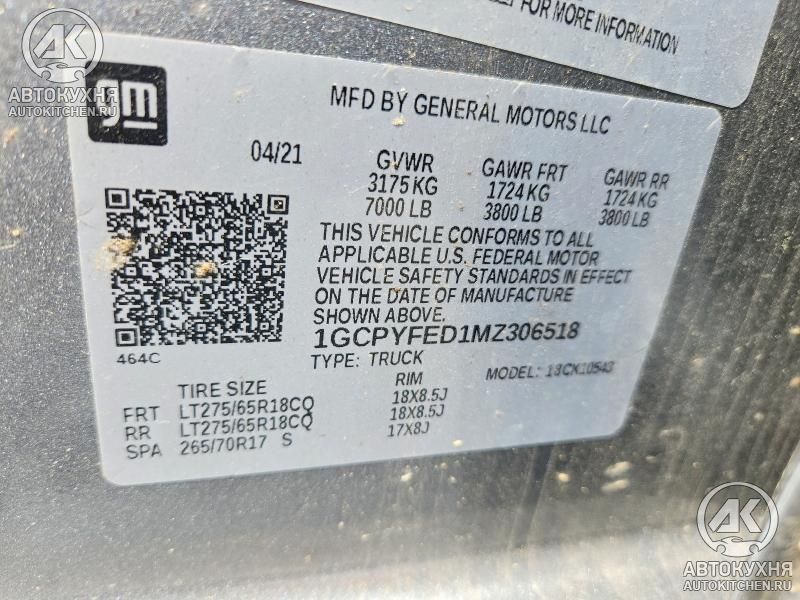 FOR MORE INFORMATION
АК
АВТОКУХНЯ
AUTOKITCHEN.RU
gm
MFD BY GENERAL MOTORS LLC
04/21 GVWR GAWR FRT GAWR RR
3175 KG 1724 KG 1724 KG
7000 LB 3800 LB 3800 LB
THIS VEHICLE CONFORMS TO ALL
APPLICABLE U.S. FEDERAL MOTOR
VEHICLE SAFETY STANDARDS IN EFFECT
ON THE DATE OF MANUFACTURE
SHOWN ABOVE.
1GCPYFED1MZ306518
464C
TYPE: TRUCK MODEL: 18CK10543
TIRE SIZE RIM
FRT LT275/65R18CQ 18X8.5J
RR LT275/65R18CQ 18X8.5J
SPA 265/70R17 S 17X8J
АК
АВТОКУХНЯ
AUTOKITCHEN.RU